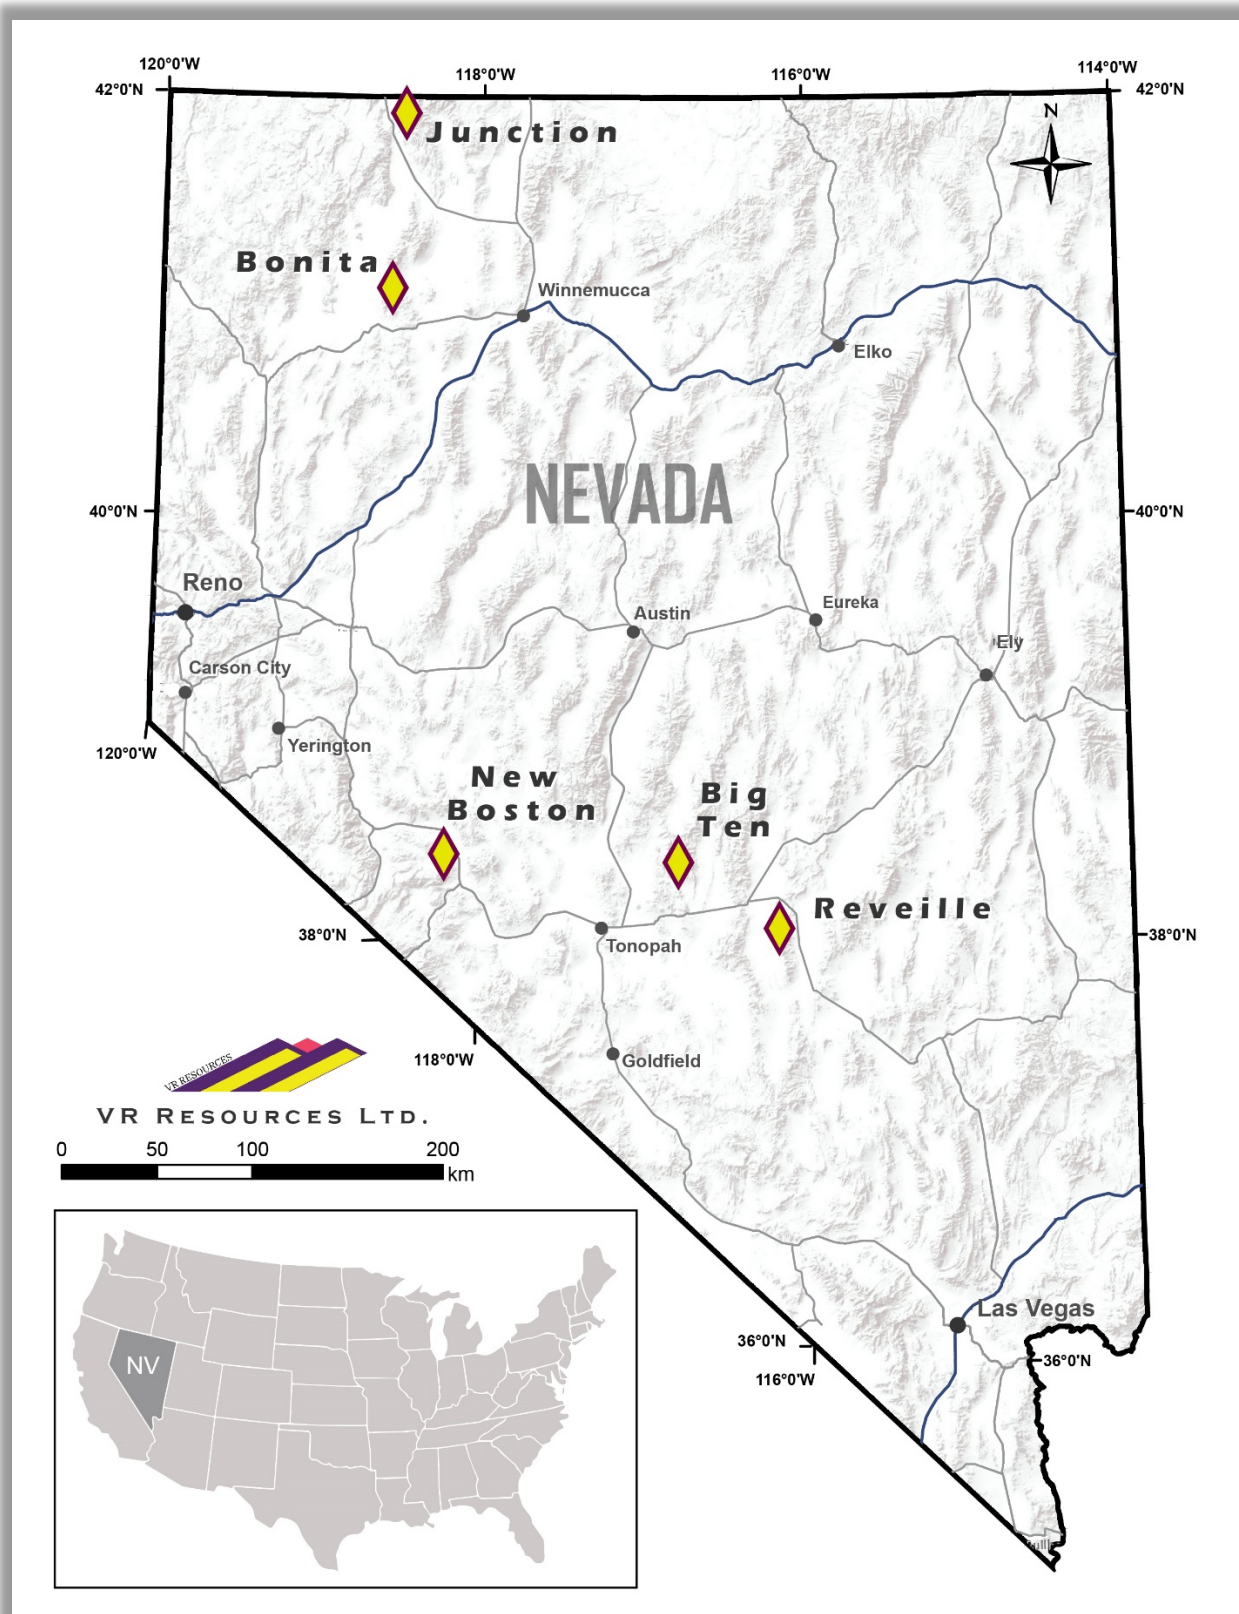 120°0'W
118°0'W
116°0'W
114°0'W
42°0'N
42°0'N
N
Junction
Bonita
Winnemucca
Elko
NEVADA
40°0'N
40°0'N
Reno
Austin
Eureka
Ely
Carson City
Yerington
120°0'W
New
Boston
Big
Ten
Reveille
38°0'N
38°0'N
Tonopah
118°0'W
Goldfield
VR RESOURCES
VR RESOURCES LTD.
0 50 100 200
km
Las Vegas
36°0'N
36°0'N
116°0'W
NV